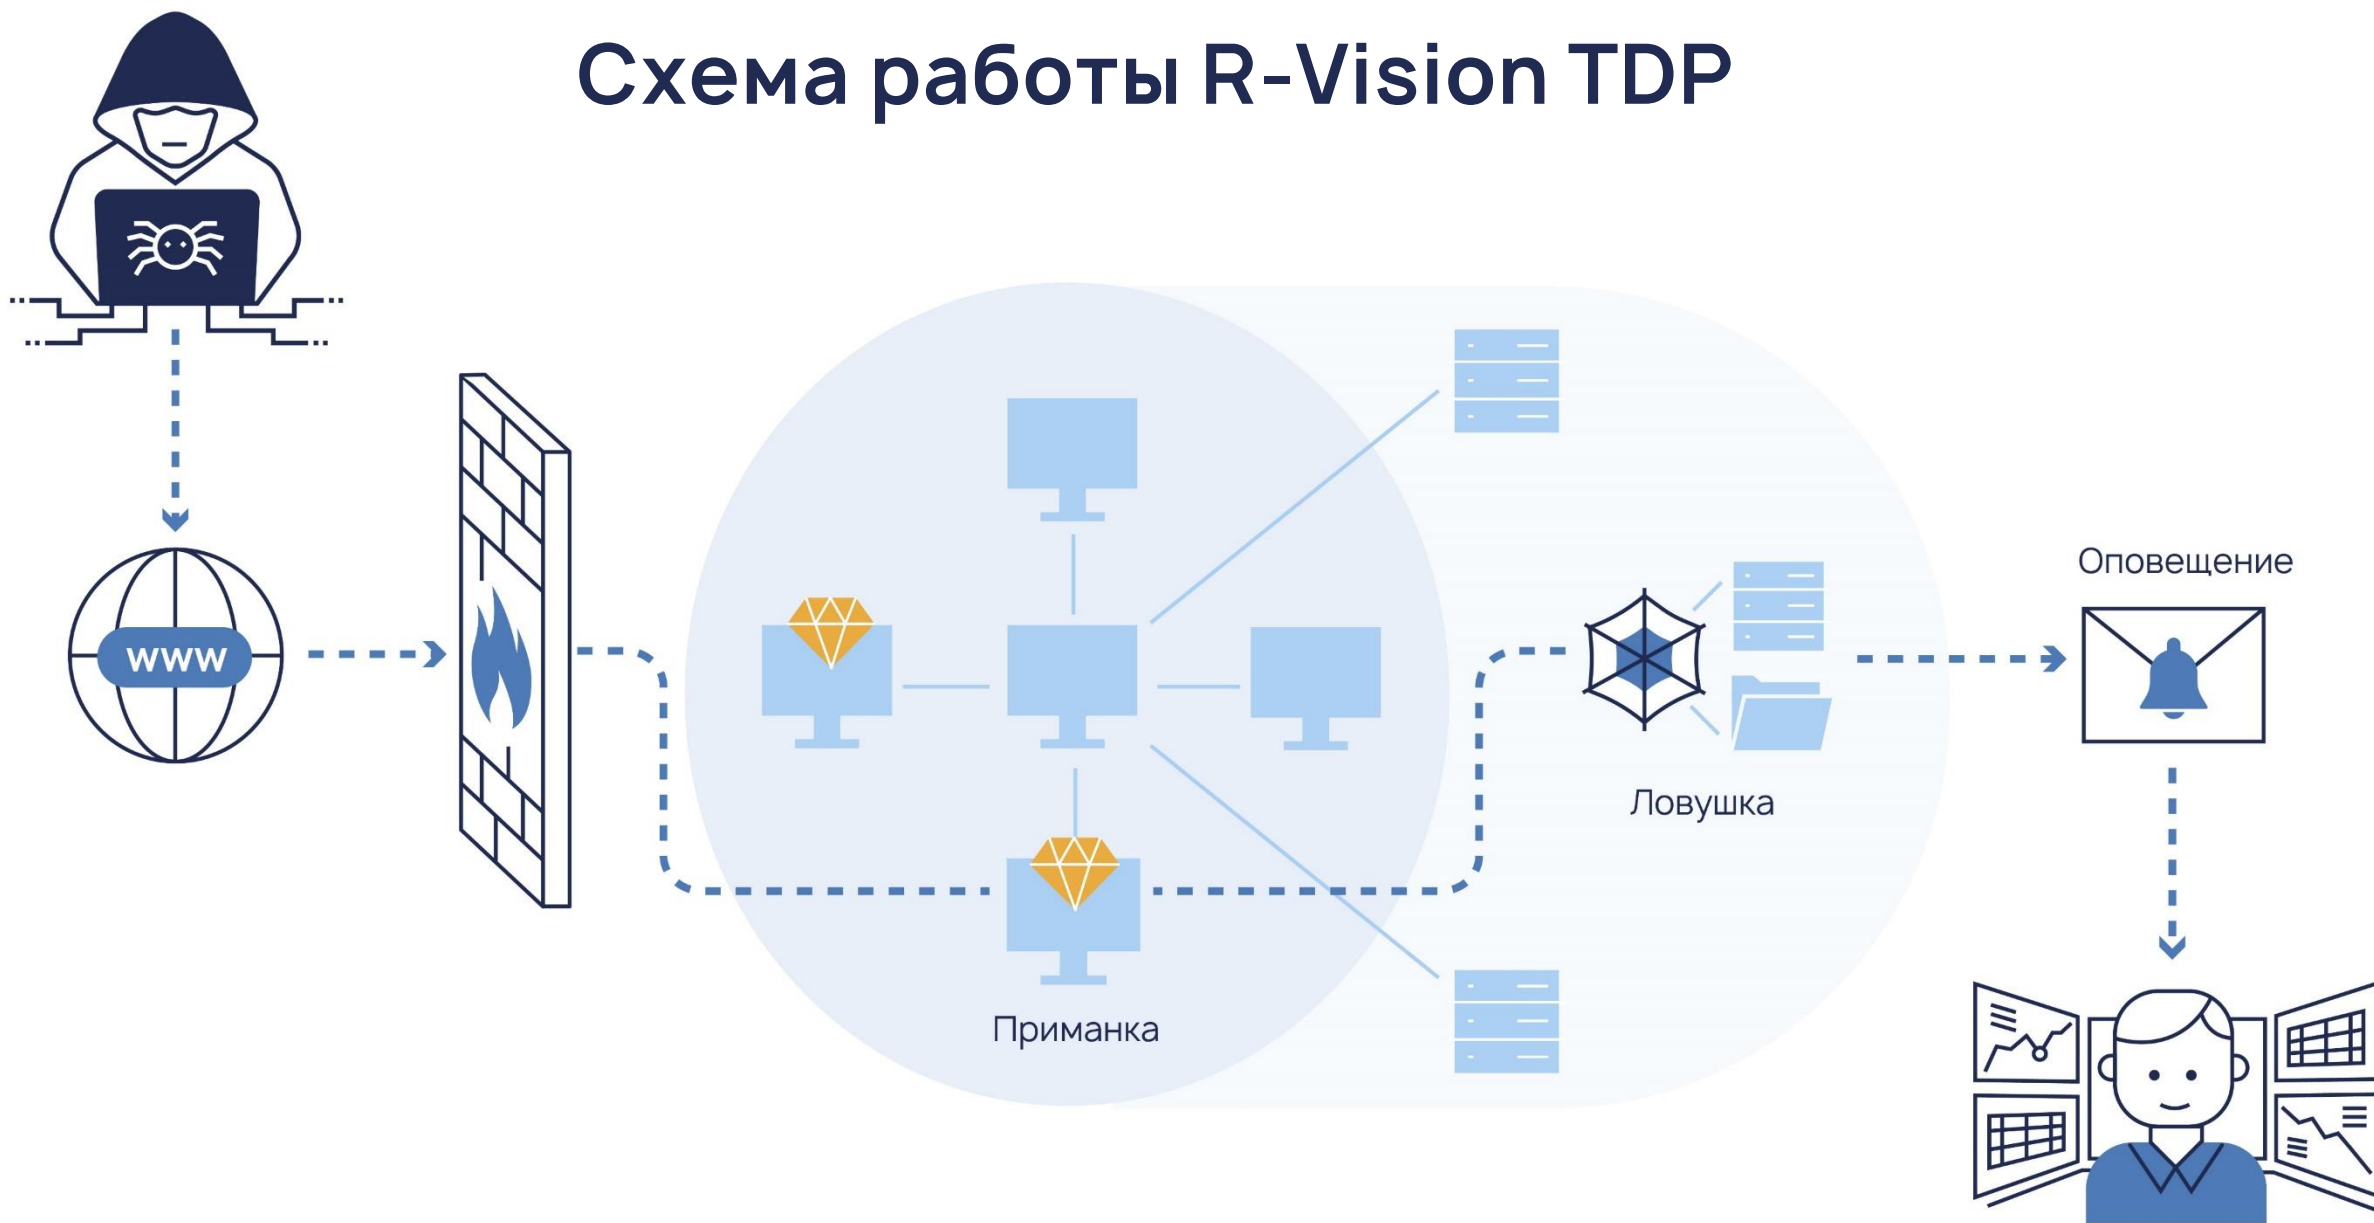 Схема работы R-Vision TDP
www
Оповещение
Ловушка
Приманка